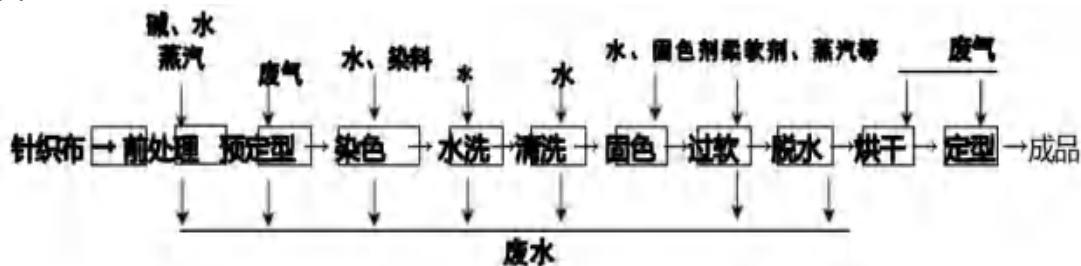 碱、水
蒸汽
废气
水、染料
水
水
水、固色剂柔软剂、蒸汽等
废气
针织布
前处理
预定型
染色
水洗
清洗
固色
过软
脱水
烘干
定型
成品
废水